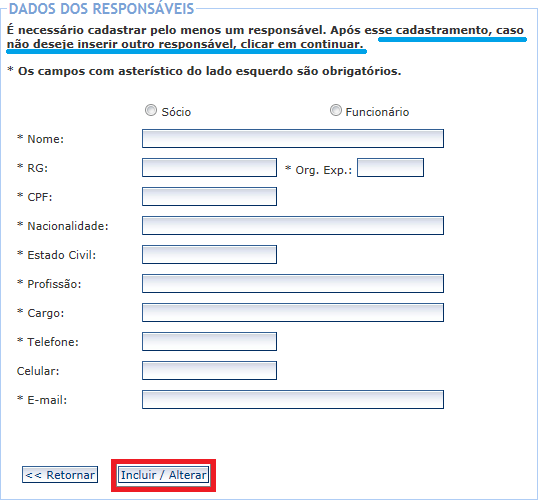 DADOS DOS RESPONSÁVEIS
É necessário cadastrar pelo menos um responsável. Após esse cadastramento, caso
não deseje inserir outro responsável, clicar em continuar.
* Os campos com asterístico do lado esquerdo são obrigatórios.
Sócio Funcionário
* Nome:
* RG: * Org. Exp.:
* CPF:
* Nacionalidade:
* Estado Civil:
* Profissão:
* Cargo:
* Telefone:
Celular:
* E-mail:
<< Retornar Incluir / Alterar